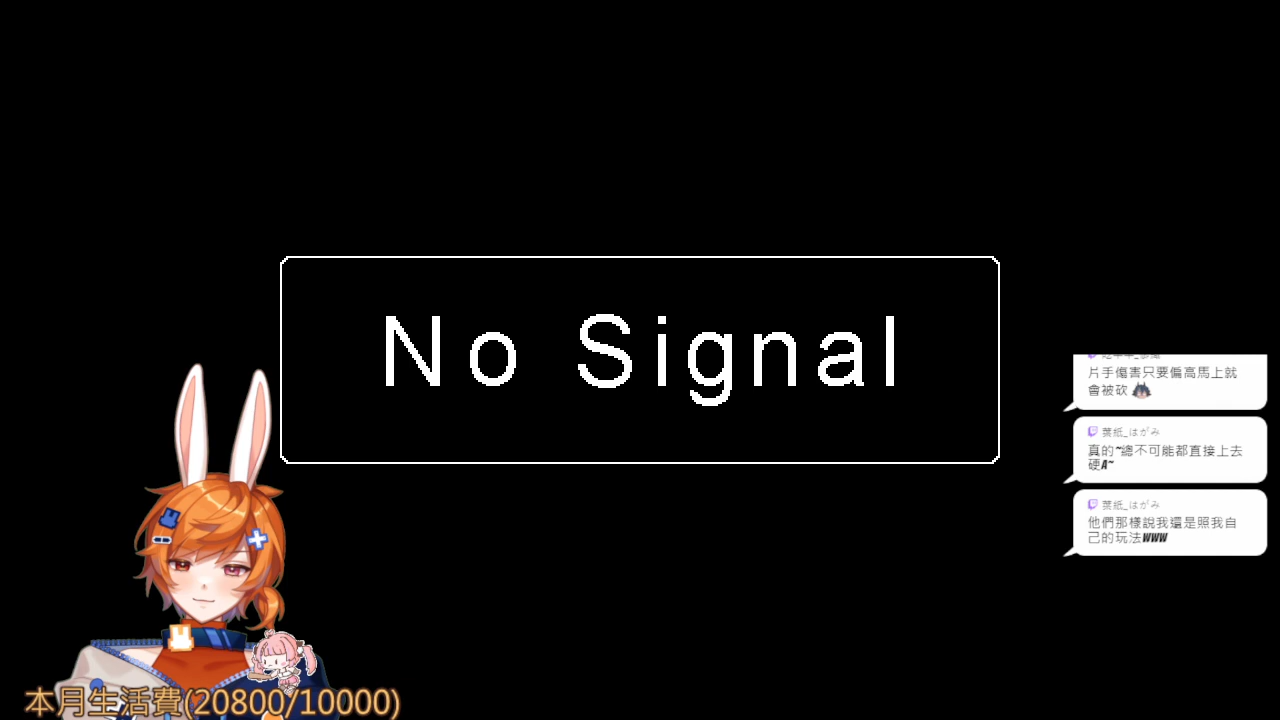 No Signal
片手傷害只要偏高馬上就
會被砍
葉紙_はがみ
真的~總不可能都直接上去
硬A~
葉紙_はがみ
他們那樣說我還是照我自
己的玩法WWW
本月生活費(20800/10000)